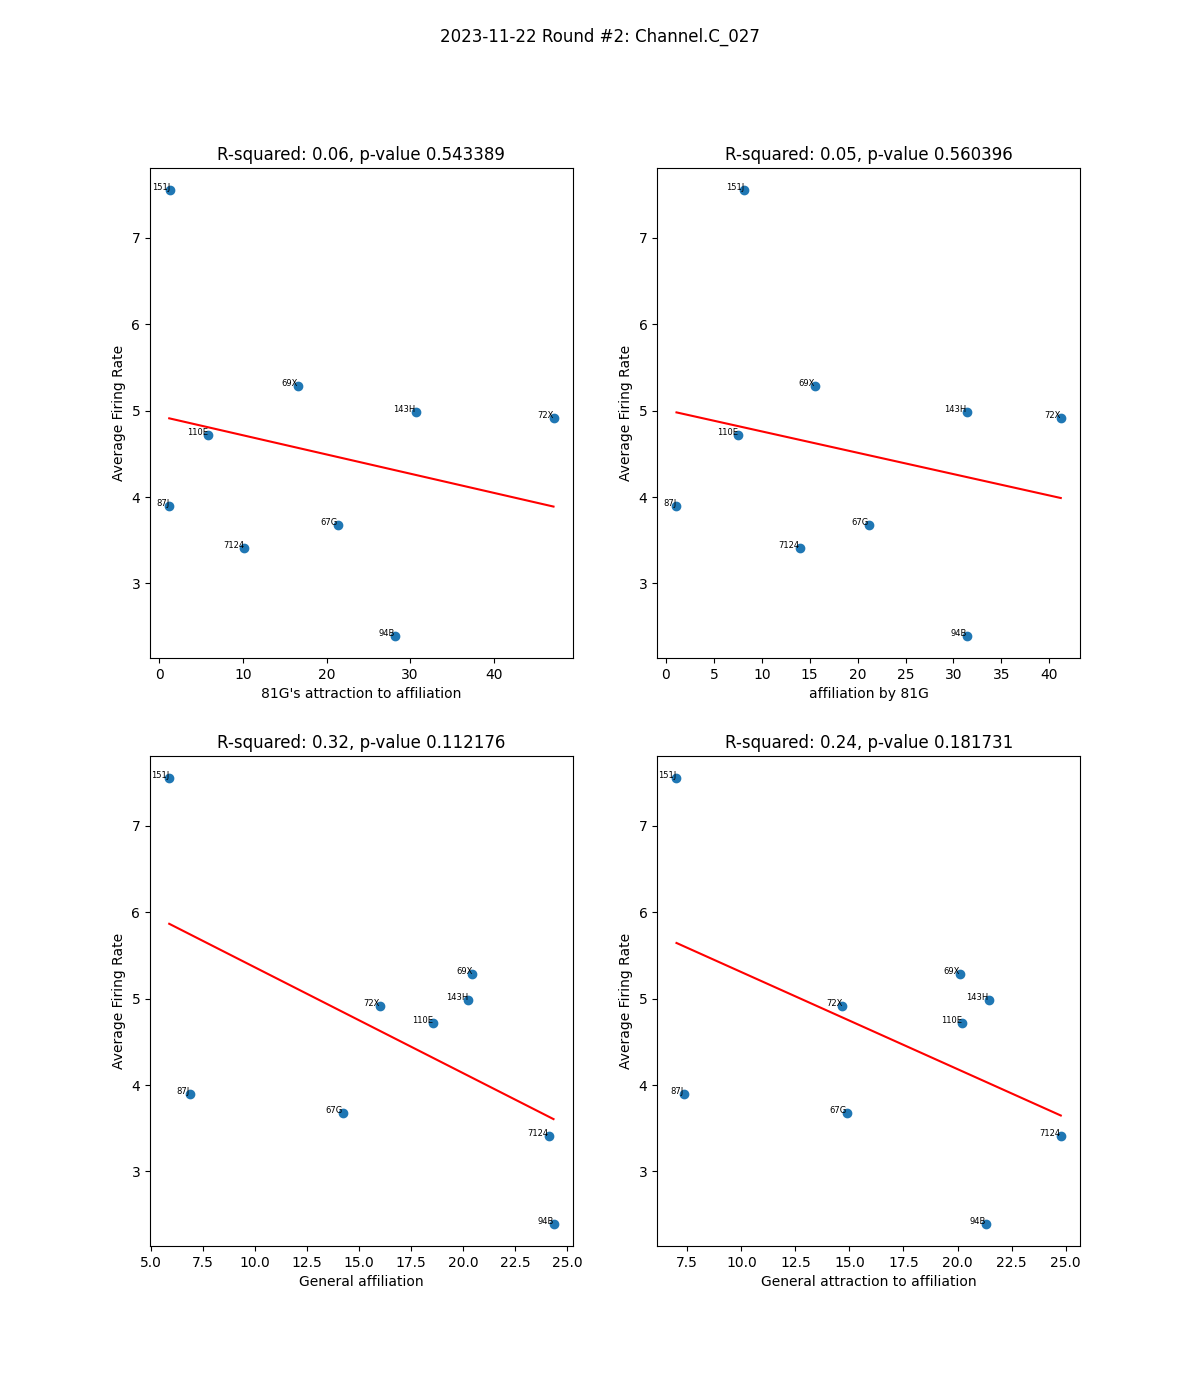 2023-11-22 Round #2: Channel.C_027
R-squared: 0.06, p-value 0.543389
151J
69X
143H
72X
110E
87J
67G
7124
94B
7
6
5
4
3
Average Firing Rate
0 10 20 30 40
81G's attraction to affiliation
R-squared: 0.05, p-value 0.560396
151J
69X
143H
72X
110E
87J
67G
7124
94B
7
6
5
4
3
Average Firing Rate
0 5 10 15 20 25 30 35 40
affiliation by 81G
R-squared: 0.32, p-value 0.112176
151J
69X
143H
72X
110E
87J
67G
7124
94B
7
6
5
4
3
Average Firing Rate
5.0 7.5 10.0 12.5 15.0 17.5 20.0 22.5 25.0
General affiliation
R-squared: 0.24, p-value 0.181731
151J
69X
143H
72X
110E
87J
67G
7124
94B
7
6
5
4
3
Average Firing Rate
7.5 10.0 12.5 15.0 17.5 20.0 22.5 25.0
General attraction to affiliation